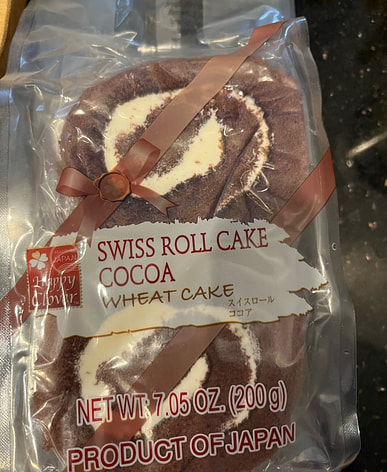 JAPAN
Happy
Clover
SWISS ROLL CAKE
COCOA
WHEAT CAKE
スイスロール
ココア
NET WT. 7.05 OZ. (200 g)
PRODUCT OF JAPAN